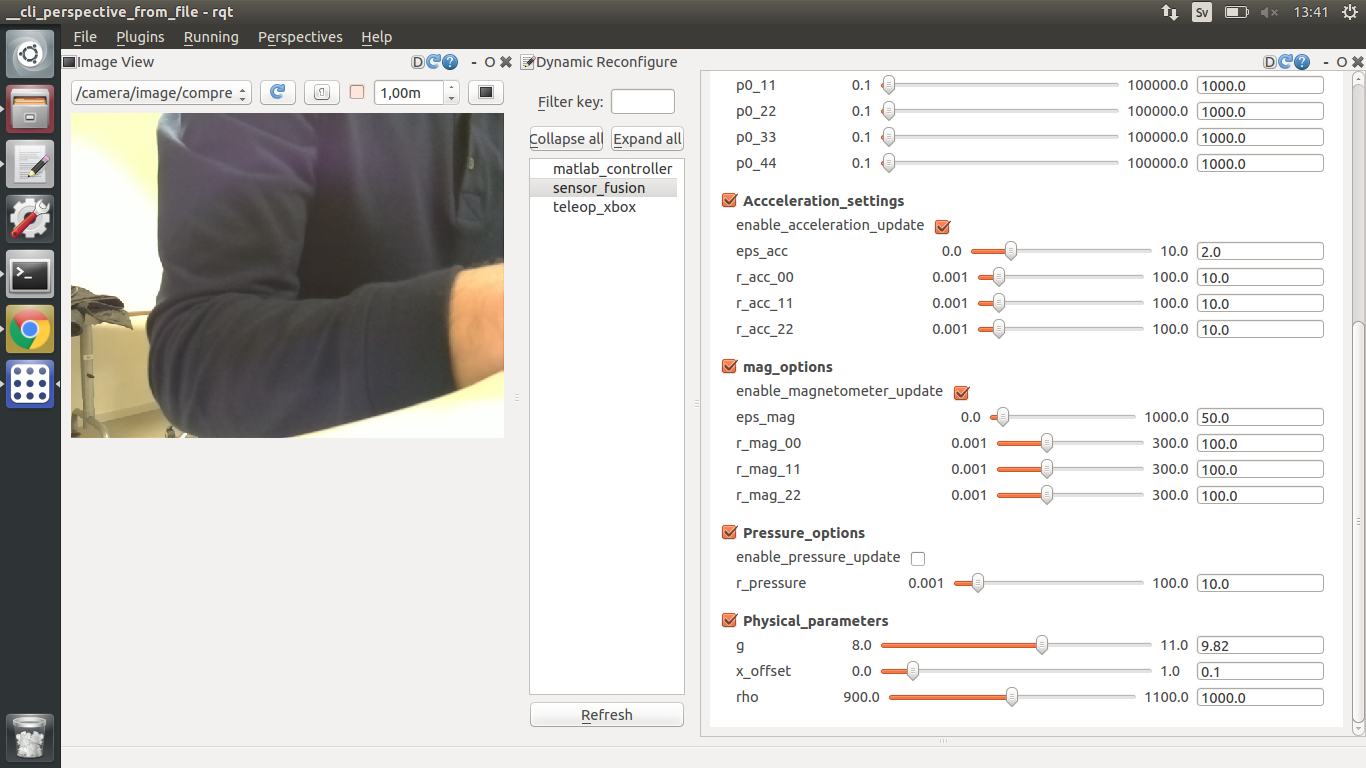 __cli_perspective_from_file - rqt
Sv 13:41
File Plugins Running Perspectives Help
Image View
D
O
Dynamic Reconfigure
D
O
/camera/image/compre
1,00m
Filter key:
Collapse all Expand all
matlab_controller
sensor_fusion
teleop_xbox
Refresh
p0_11 0.1 100000.0 1000.0
p0_22 0.1 100000.0 1000.0
p0_33 0.1 100000.0 1000.0
p0_44 0.1 100000.0 1000.0
Accceleration_settings
enable_acceleration_update
eps_acc 0.0 10.0 2.0
r_acc_00 0.001 100.0 10.0
r_acc_11 0.001 100.0 10.0
r_acc_22 0.001 100.0 10.0
mag_options
enable_magnetometer_update
eps_mag 0.0 1000.0 50.0
r_mag_00 0.001 300.0 100.0
r_mag_11 0.001 300.0 100.0
r_mag_22 0.001 300.0 100.0
Pressure_options
enable_pressure_update
r_pressure 0.001 100.0 10.0
Physical_parameters
g 8.0 11.0 9.82
x_offset 0.0 1.0 0.1
rho 900.0 1100.0 1000.0